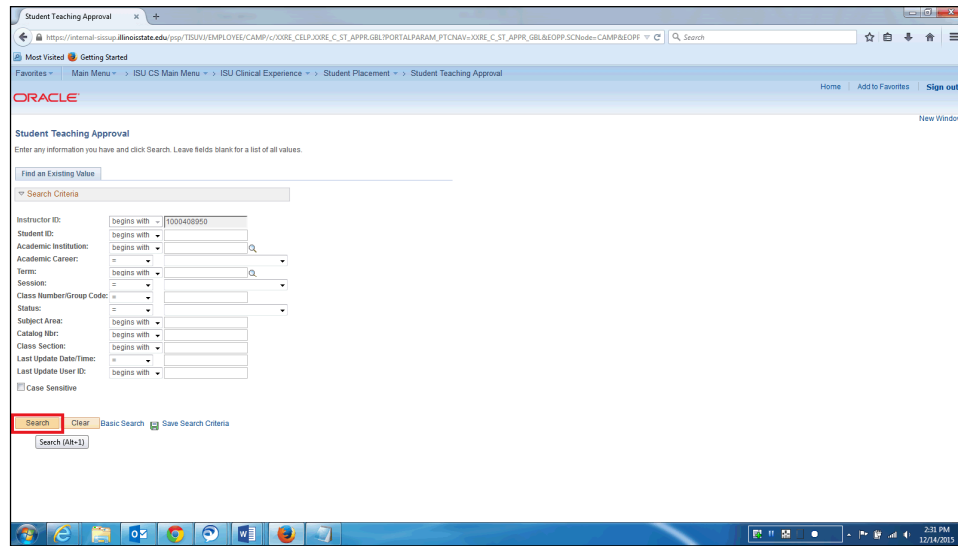 Student Teaching Approval × +
https://internal-sissup.illinoisstate.edu/psp/TISUVJ/EMPLOYEE/CAMP/c/XXRE_CELP.XXRE_C_ST_APPR.GBL?PORTALPARAM_PTCNAV=XXRE_C_ST_APPR_GBL&EOPP.SCNode=CAMP&EOPF Search
Most Visited Getting Started
Favorites Main Menu > ISU CS Main Menu > ISU Clinical Experience > Student Placement > Student Teaching Approval
Home Add to Favorites Sign out
ORACLE
New Windo
Student Teaching Approval
Enter any information you have and click Search. Leave fields blank for a list of all values.
Find an Existing Value
Search Criteria
Instructor ID: begins with 1000408950
Student ID: begins with
Academic Institution: begins with
Academic Career: =
Term: begins with
Session: =
Class Number/Group Code: =
Status: =
Subject Area: begins with
Catalog Nbr: begins with
Class Section: begins with
Last Update Date/Time: =
Last Update User ID: begins with
Case Sensitive
Search Clear Basic Search Save Search Criteria
Search (Alt+1)
2:31 PM
12/14/2015